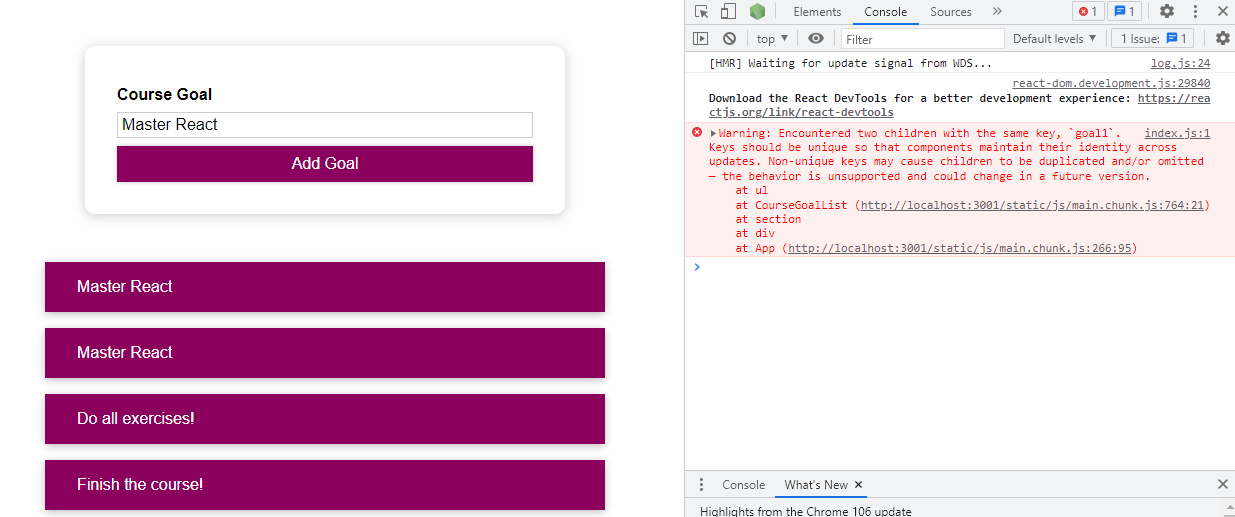 Course Goal
Master React
Add Goal
Master React
Master React
Do all exercises!
Finish the course!
Elements Console Sources » 1 1
top ▼ Filter Default levels ▼ 1 Issue: 1
[HMR] Waiting for update signal from WDS... log.js:24
react-dom.development.js:29840
Download the React DevTools for a better development experience: https://rea
ctjs.org/link/react-devtools
▶Warning: Encountered two children with the same key, `goal1`. index.js:1
Keys should be unique so that components maintain their identity across
updates. Non-unique keys may cause children to be duplicated and/or omitted
— the behavior is unsupported and could change in a future version.
at ul
at CourseGoalList (http://localhost:3001/static/js/main.chunk.js:764:21)
at section
at div
at App (http://localhost:3001/static/js/main.chunk.js:266:95)
Console What's New
Highlights from the Chrome 106 update